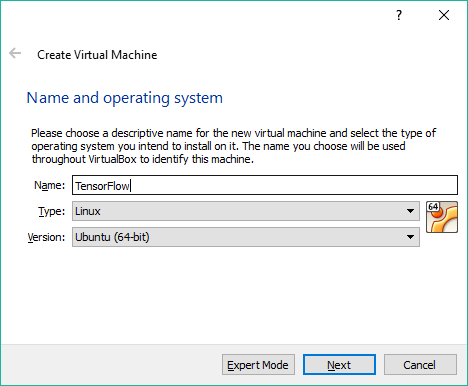 ?
Create Virtual Machine
Name and operating system
Please choose a descriptive name for the new virtual machine and select the type of
operating system you intend to install on it. The name you choose will be used
throughout VirtualBox to identify this machine.
Name: TensorFlow
Type: Linux
64
Version: Ubuntu (64-bit)
Expert Mode Next Cancel